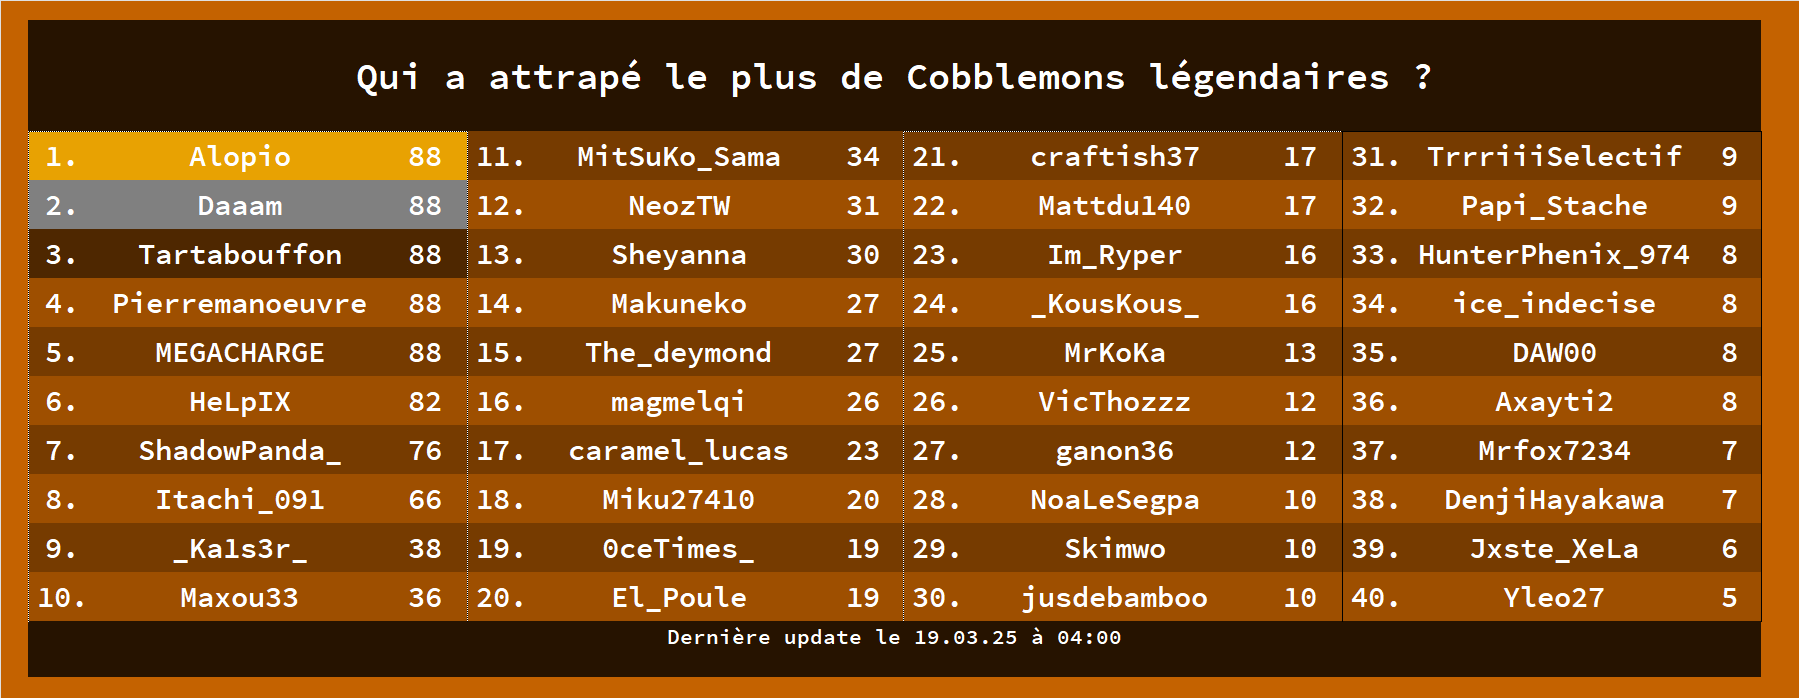 Qui a attrapé le plus de Cobblemons légendaires ?
1. Alopio 88 11. MitSuKo_Sama 34 21. craftish37 17 31. TrrriiiSelectif 9
2. Daaam 88 12. NeozTW 31 22. Mattdu140 17 32. Papi_Stache 9
3. Tartabouffon 88 13. Sheyanna 30 23. Im_Ryper 16 33. HunterPhenix_974 8
4. Pierremanoeuvre 88 14. Makuneko 27 24. _KousKous_ 16 34. ice_indecise 8
5. MEGACHARGE 88 15. The_deymond 27 25. MrKoKa 13 35. DAW00 8
6. HeLpIX 82 16. magmelqi 26 26. VicThozzz 12 36. Axayti2 8
7. ShadowPanda_ 76 17. caramel_lucas 23 27. ganon36 12 37. Mrfox7234 7
8. Itachi_091 66 18. Miku27410 20 28. NoaLeSegpa 10 38. DenjiHayakawa 7
9. _Ka1s3r_ 38 19. 0ceTimes_ 19 29. Skimwo 10 39. Jxste_XeLa 6
10. Maxou33 36 20. El_Poule 19 30. jusdebamboo 10 40. Yleo27 5
Dernière update le 19.03.25 à 04:00